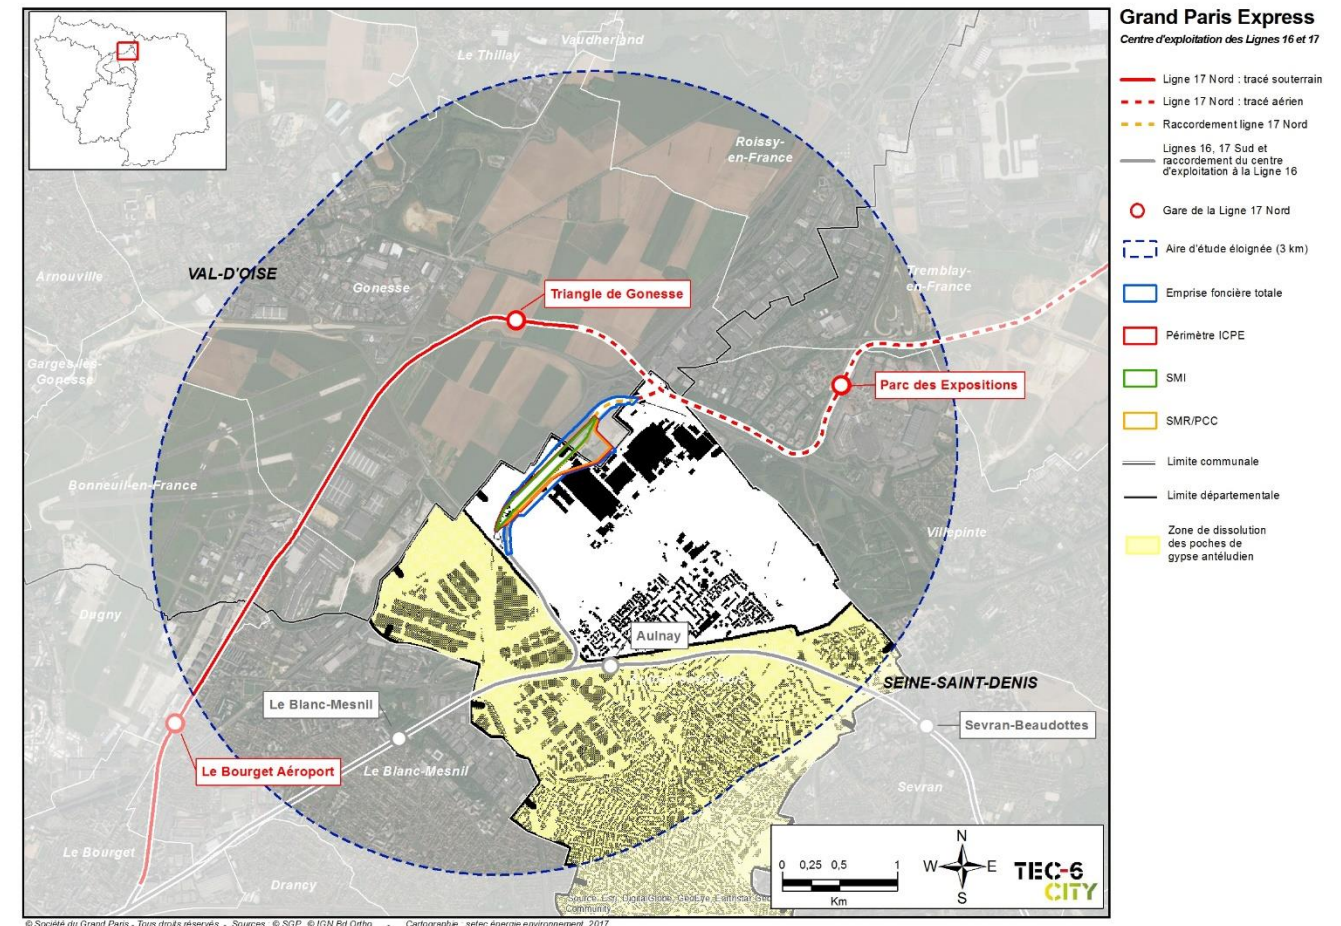 Grand Paris Express
Centre d'exploitation des Lignes 16 et 17
Ligne 17 Nord : tracé souterrain
Ligne 17 Nord : tracé aérien
Raccordement ligne 17 Nord
Lignes 16, 17 Sud et
raccordement du centre
d'exploitation à la Ligne 16
Gare de la Ligne 17 Nord
Aire d'étude éloignée (3 km)
Emprise foncière totale
Périmètre ICPE
SMI
SMR/PCC
Limite communale
Limite départementale
Zone de dissolution
des poches de
gypse antéludien
Vaudherland
Le Thillay
Roissy-
en-France
Arnouville
VAL-D'OISE
Gonesse
Tremblay-
en-France
Triangle de Gonesse
Garges-lès-
Gonesse
Parc des Expositions
Bonneuil-en-France
Villepinte
Dugny
Aulnay
SEINE-SAINT-DENIS
Le Blanc-Mesnil
Sevran-Beaudottes
Le Bourget Aéroport
Le Blanc-Mesnil
Sevran
Le Bourget
Drancy
N
W
E
S
0 0,25 0,5 1
Km
TEC-6
CITY
Source: Esri, DigitalGlobe, GeoEye, Earthstar Geo
Community
© Société du Grand Paris - Tous droits réservés - Sources : © SGP, © IGN Bd Ortho - Cartographie : setec énergie environnement, 2017